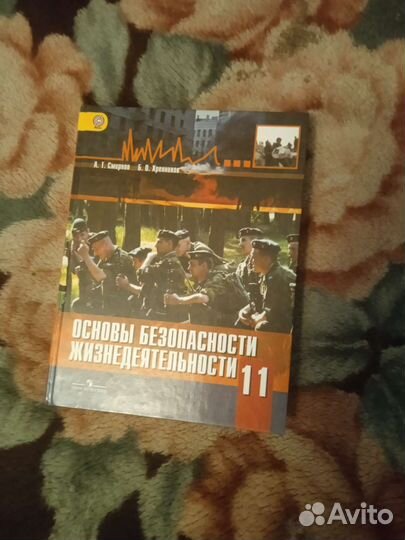 А. Т. Смирнов Б. О. Хренников
ОСНОВЫ БЕЗОПАСНОСТИ
ЖИЗНЕДЕЯТЕЛЬНОСТИ 11
Avito